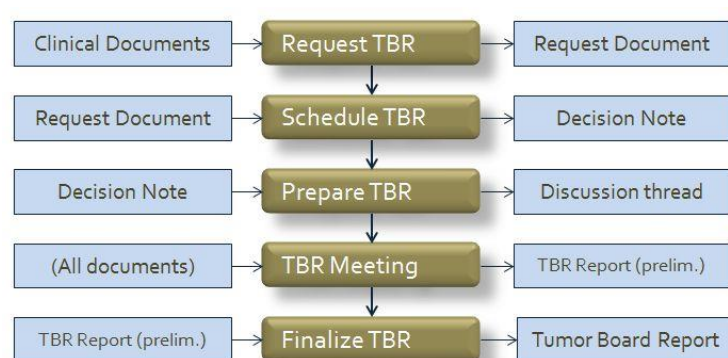 Clinical Documents
Request TBR
Request Document
Request Document
Schedule TBR
Decision Note
Decision Note
Prepare TBR
Discussion thread
(All documents)
TBR Meeting
TBR Report (prelim.)
TBR Report (prelim.)
Finalize TBR
Tumor Board Report